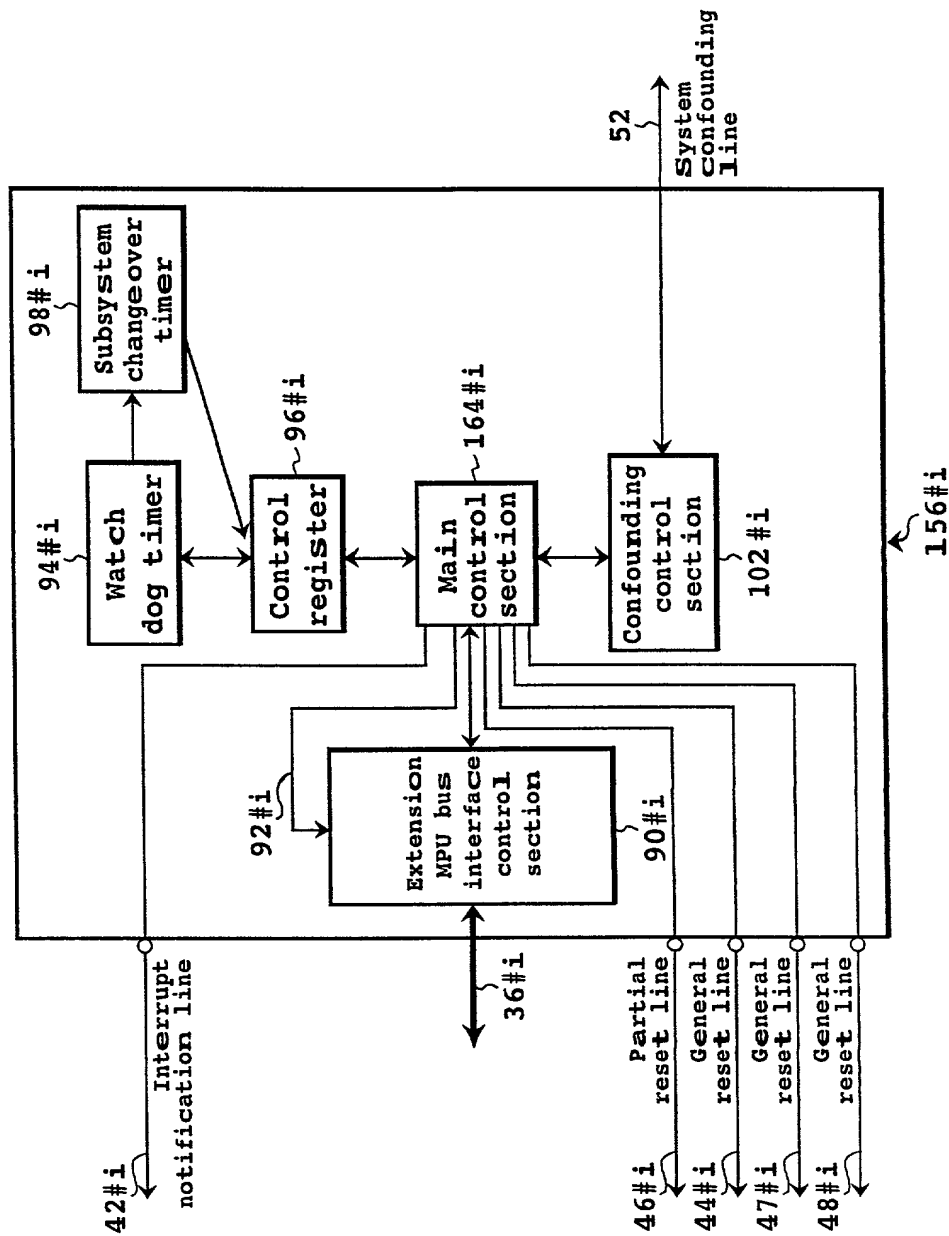 42#i
Interrupt
notification line
94#i
Watch
dog timer
98#i
Subsystem
changeover
timer
96#i
Control
register
92#i
Extension
MPU bus
interface
control
section
90#i
36#i
164#i
Main
control
section
52
System
confounding
line
Confounding
control
section
102#i
46#i
Partial
reset line
44#i
General
reset line
47#i
General
reset line
48#i
General
reset line
156#i